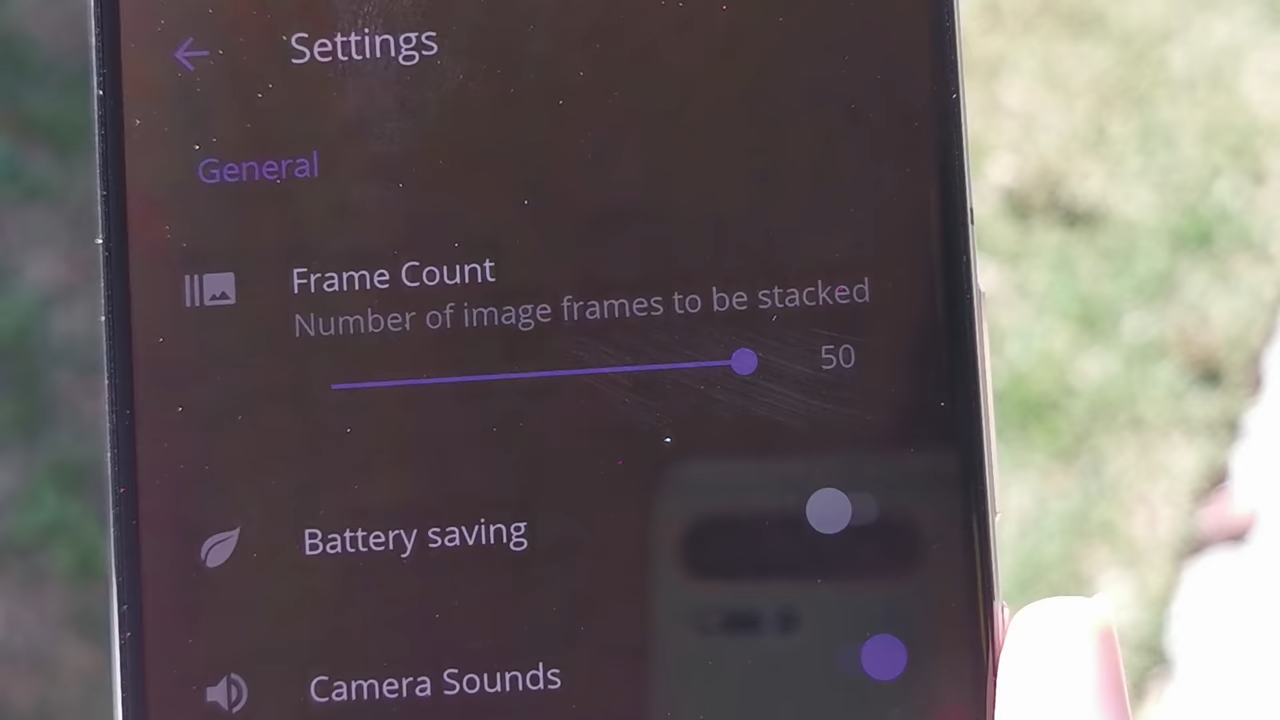 Settings
General
Frame Count
Number of image frames to be stacked
50
Battery saving
Camera Sounds